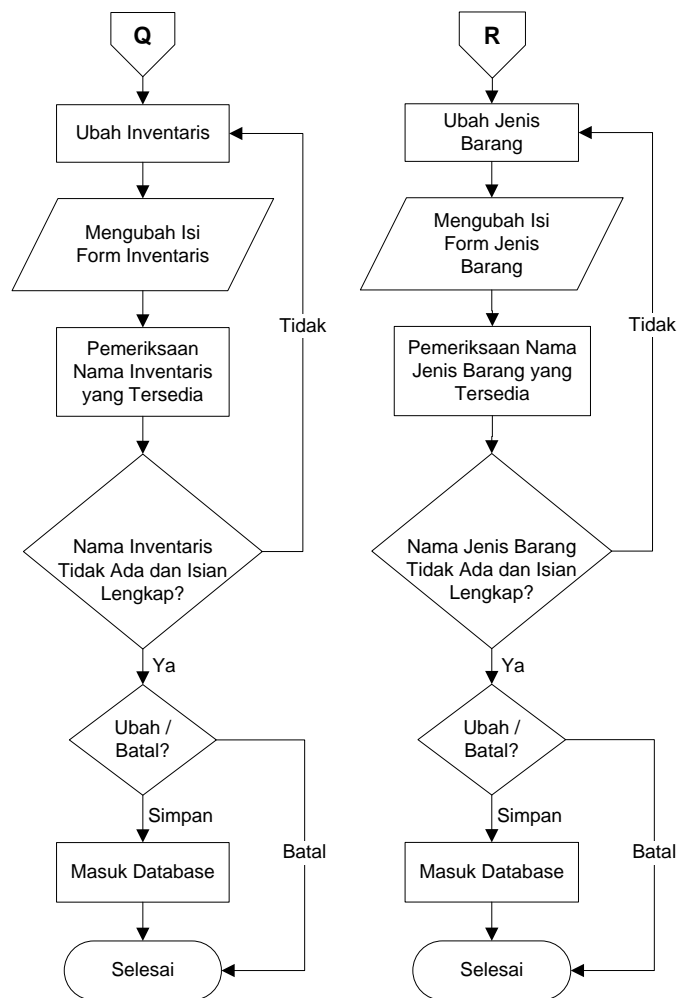 Q
Ubah Inventaris
Mengubah Isi
Form Inventaris
Tidak
Pemeriksaan
Nama Inventaris
yang Tersedia
Nama Inventaris
Tidak Ada dan Isian
Lengkap?
Ya
Ubah /
Batal?
Simpan
Batal
Masuk Database
Selesai
R
Ubah Jenis
Barang
Mengubah Isi
Form Jenis
Barang
Tidak
Pemeriksaan Nama
Jenis Barang yang
Tersedia
Nama Jenis Barang
Tidak Ada dan Isian
Lengkap?
Ya
Ubah /
Batal?
Simpan
Batal
Masuk Database
Selesai